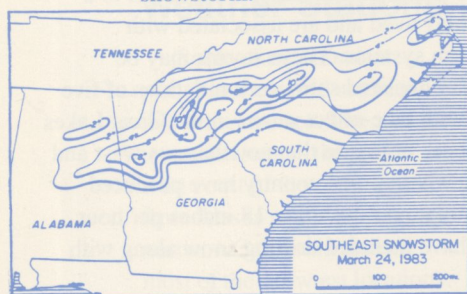 TENNESSEE
NORTH CAROLINA
SOUTH
CAROLINA
Atlantic
Ocean
GEORGIA
ALABAMA
SOUTHEAST SNOWSTORM
March 24, 1983
0 100 200mi.